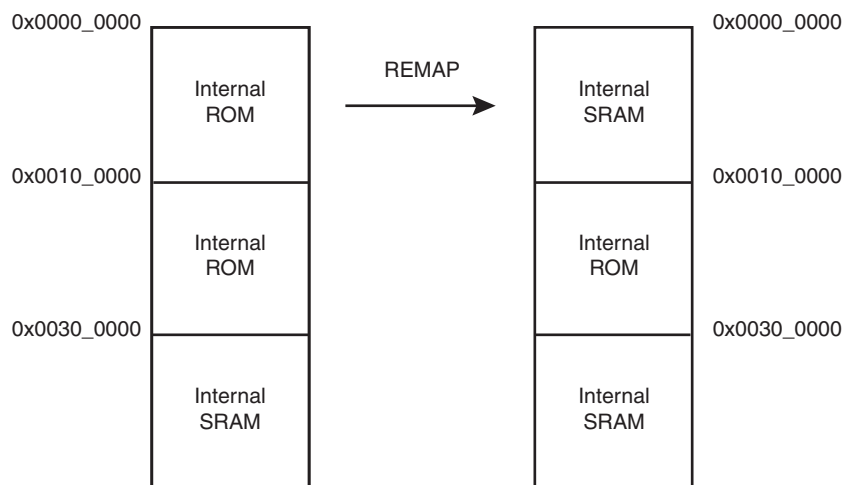 0x0000_0000
Internal
ROM
REMAP
Internal
SRAM
0x0000_0000
0x0010_0000
Internal
ROM
Internal
ROM
0x0010_0000
0x0030_0000
Internal
SRAM
Internal
SRAM
0x0030_0000